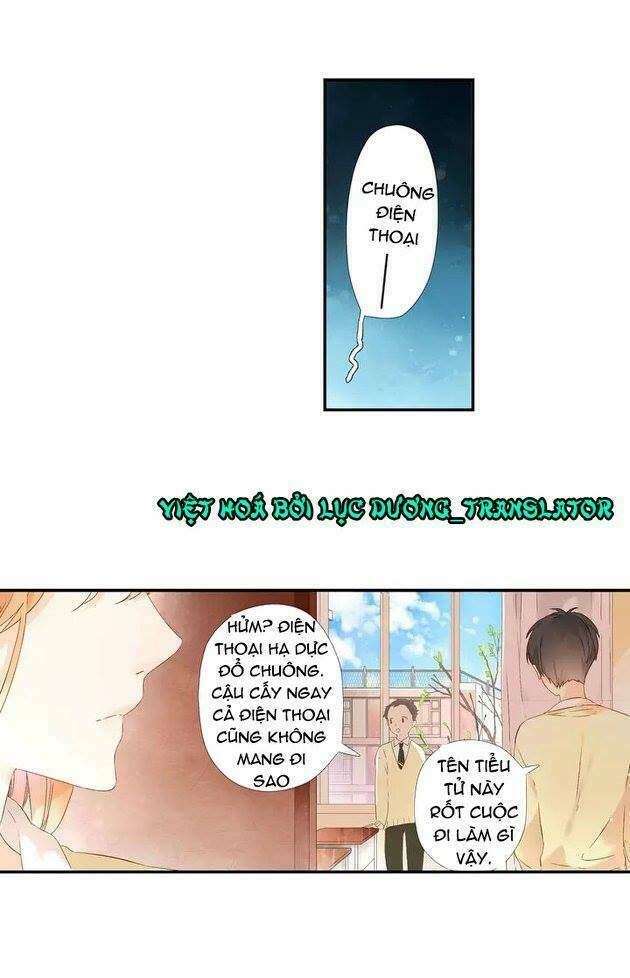 CHUÔNG
ĐIỆN
THOẠI
VIỆT HOÁ BỞI LỤC DƯƠNG_TRANSLATOR
HỬM? ĐIỆN
THOẠI HẠ DỰC
ĐỔ CHUÔNG.
CẬU CẤY NGAY
CẢ ĐIỆN THOẠI
CŨNG KHÔNG
MANG ĐI
SAO
TÊN TIỂU
TỬ NÀY
RỐT CUỘC
ĐI LÀM GÌ
VẬY.